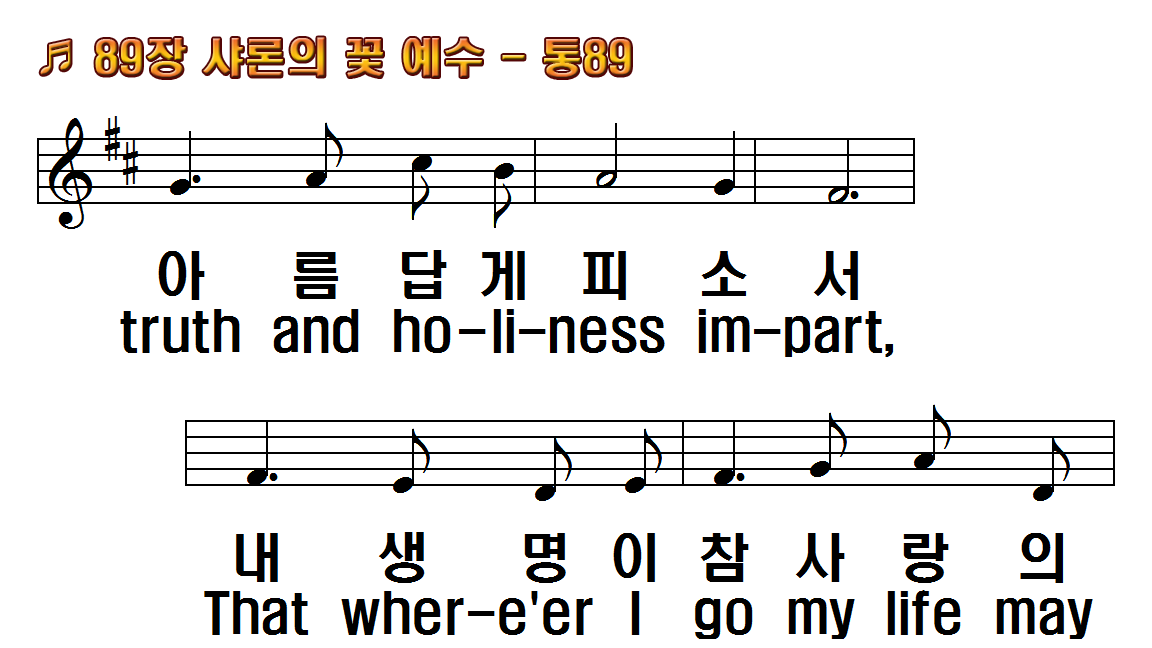 ♬ 89장 샤론의 꽃 예수 - 통89
아 름 답 게 피 소 서
truth and ho-li-ness im-part,
내 생 명 이 참 사 랑 의
That wher-e'er I go my life may